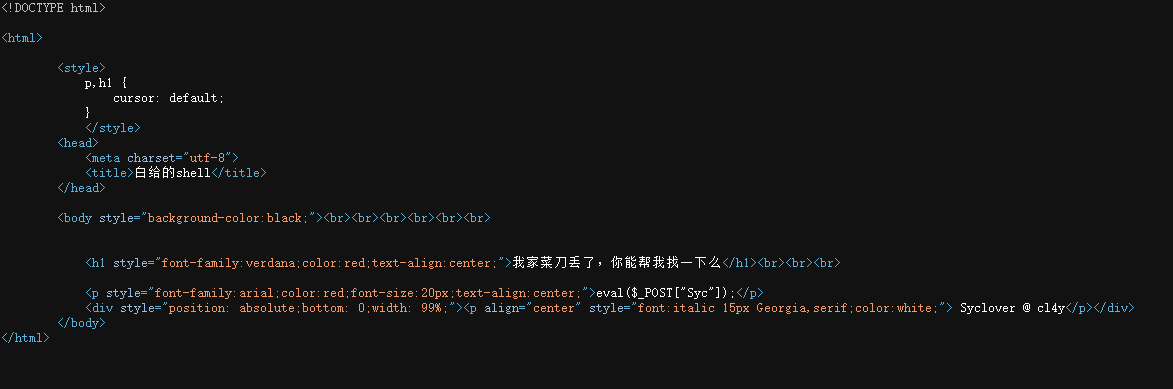 <!DOCTYPE html>
<html>
<style>
p,h1 {
cursor: default;
}
</style>
<head>
<meta charset="utf-8">
<title>白给的shell</title>
</head>
<body style="background-color:black;"><br><br><br><br><br><br>
<h1 style="font-family:verdana;color:red;text-align:center;">我家菜刀丢了，你能帮我找一下么</h1><br><br><br>
<p style="font-family:arial;color:red;font-size:20px;text-align:center;">eval($_POST["Syc"]);</p>
<div style="position: absolute;bottom: 0;width: 99%;"><p align="center" style="font:italic 15px Georgia,serif;color:white;"> Syclover @ cl4y</p></div>
</body>
</html>